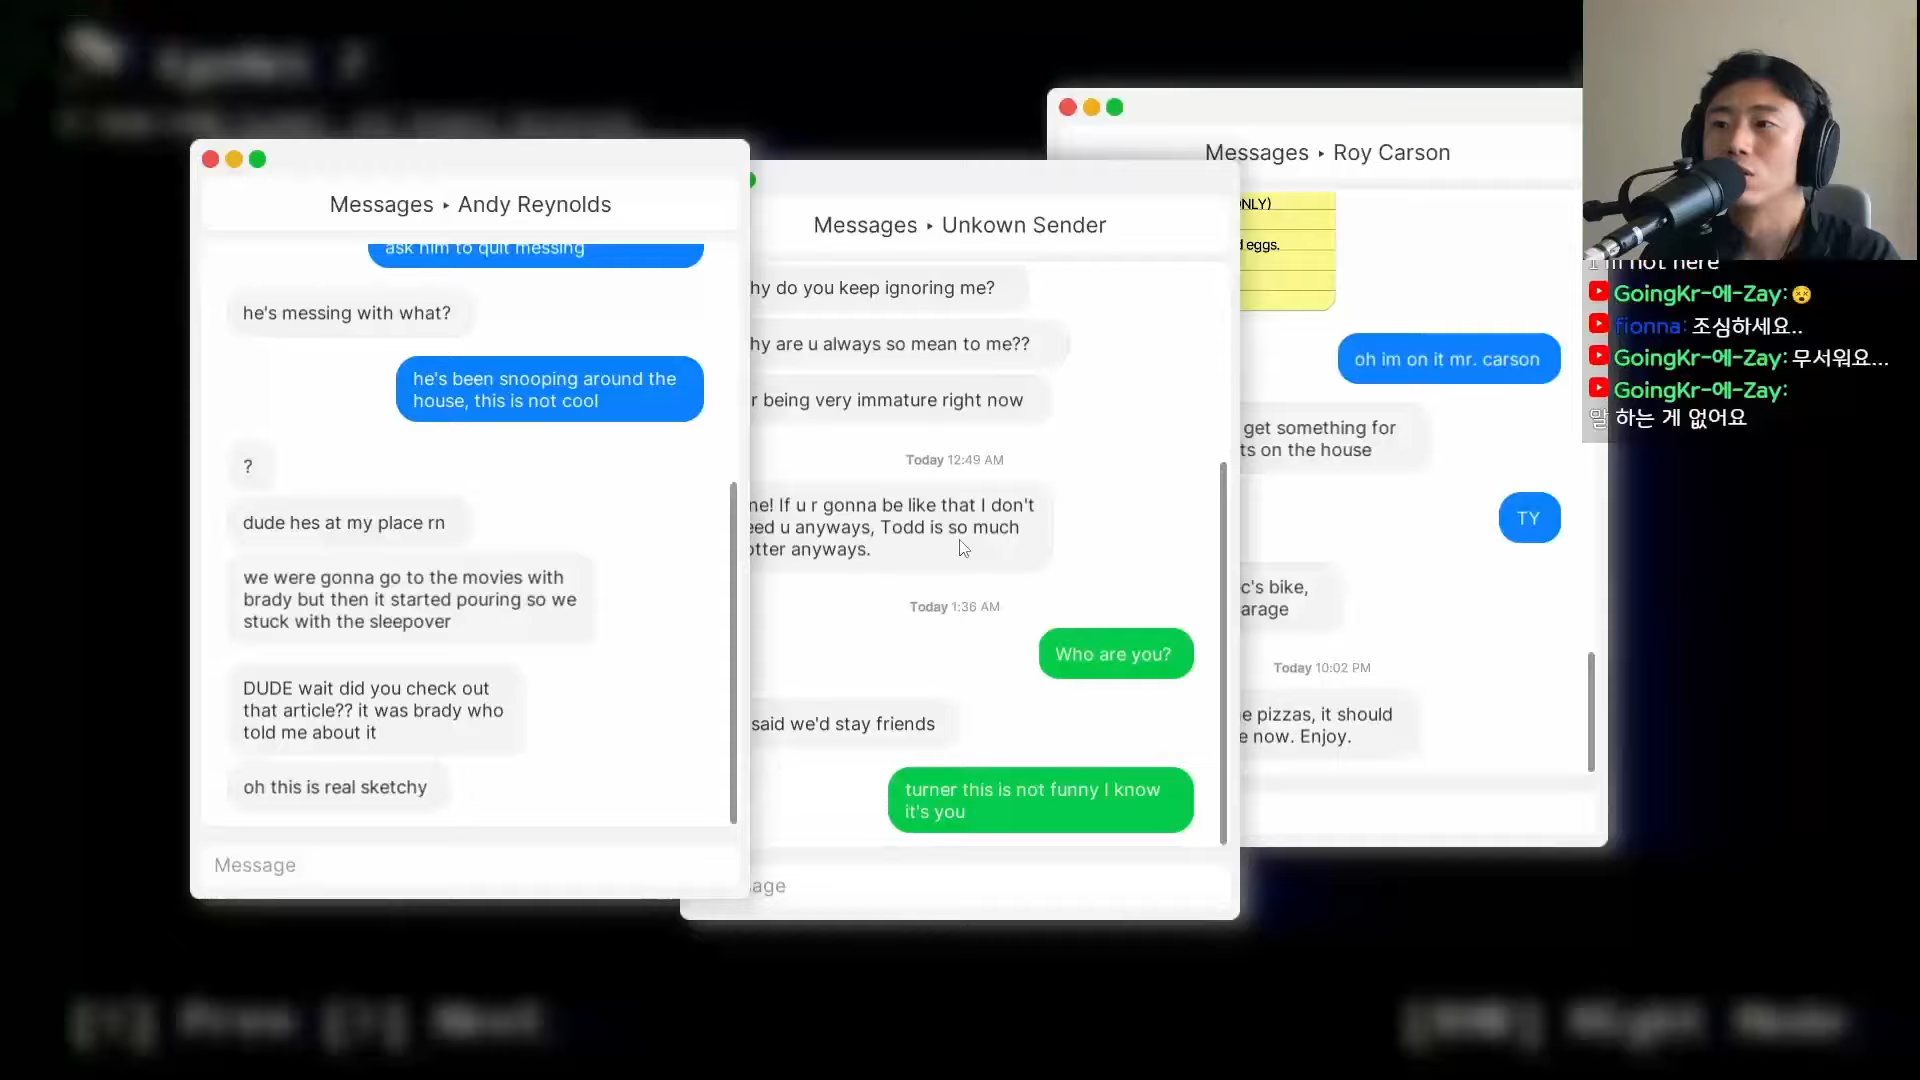 Messages ▸ Andy Reynolds
ask him to quit messing
he's messing with what?
he's been snooping around the
house, this is not cool
?
dude hes at my place rn
we were gonna go to the movies with
brady but then it started pouring so we
stuck with the sleepover
DUDE wait did you check out
that article?? it was brady who
told me about it
oh this is real sketchy
Message
Messages ▸ Unkown Sender
hy do you keep ignoring me?
hy are u always so mean to me??
r being very immature right now
Today 12:49 AM
ne! If u r gonna be like that I don't
eed u anyways, Todd is so much
otter anyways.
Today 1:36 AM
Who are you?
said we'd stay friends
turner this is not funny I know
it's you
age
Messages ▸ Roy Carson
NLY)
d eggs.
oh im on it mr. carson
get something for
ts on the house
TY
c's bike,
arage
Today 10:02 PM
e pizzas, it should
e now. Enjoy.
I'm not here
GoingKr-에-Zay: 😵
fionna: 조심하세요..
GoingKr-에-Zay: 무서워요...
GoingKr-에-Zay:
말 하는 게 없어요
[ ] Prev [ ] Next
Night Mode